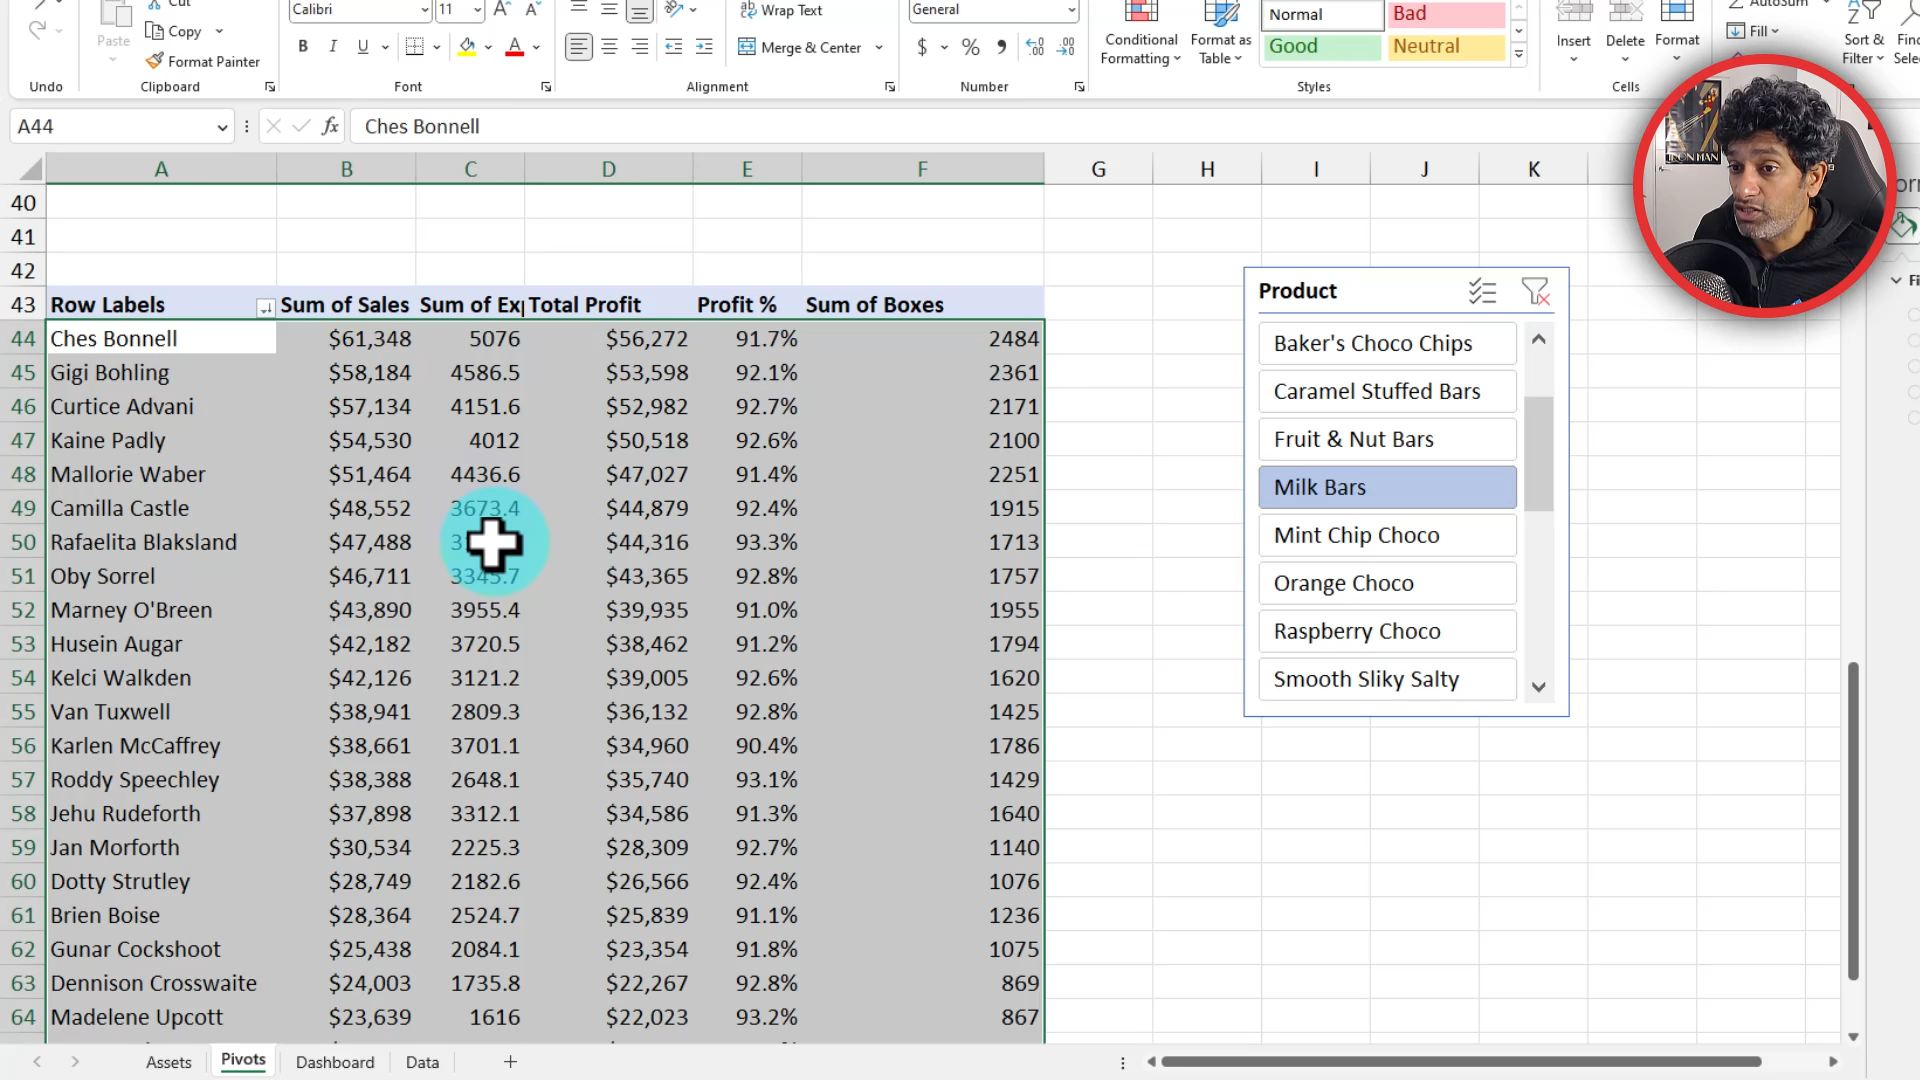 Cut
Calibri 11 A A
Wrap Text
General
Normal
Bad
AutoSum
Paste
Copy
B I U
A
Merge & Center
$ % 9
Conditional
Formatting
Format as
Table
Good
Neutral
Insert
Delete
Format
Fill
Sort &
Filter
Format Painter
Undo
Clipboard
Font
Alignment
Number
Styles
Cells
A44
fx
Ches Bonnell
IRON MAN
A B C D E F G H I J K
40
41
42
43 Row Labels Sum of Sales Sum of Exp Total Profit Profit % Sum of Boxes
44 Ches Bonnell $61,348 5076 $56,272 91.7% 2484
45 Gigi Bohling $58,184 4586.5 $53,598 92.1% 2361
46 Curtice Advani $57,134 4151.6 $52,982 92.7% 2171
47 Kaine Padly $54,530 4012 $50,518 92.6% 2100
48 Mallorie Waber $51,464 4436.6 $47,027 91.4% 2251
49 Camilla Castle $48,552 3673.4 $44,879 92.4% 1915
50 Rafaelita Blaksland $47,488 $44,316 93.3% 1713
51 Oby Sorrel $46,711 3345.7 $43,365 92.8% 1757
52 Marney O'Breen $43,890 3955.4 $39,935 91.0% 1955
53 Husein Augar $42,182 3720.5 $38,462 91.2% 1794
54 Kelci Walkden $42,126 3121.2 $39,005 92.6% 1620
55 Van Tuxwell $38,941 2809.3 $36,132 92.8% 1425
56 Karlen McCaffrey $38,661 3701.1 $34,960 90.4% 1786
57 Roddy Speechley $38,388 2648.1 $35,740 93.1% 1429
58 Jehu Rudeforth $37,898 3312.1 $34,586 91.3% 1640
59 Jan Morforth $30,534 2225.3 $28,309 92.7% 1140
60 Dotty Strutley $28,749 2182.6 $26,566 92.4% 1076
61 Brien Boise $28,364 2524.7 $25,839 91.1% 1236
62 Gunar Cockshoot $25,438 2084.1 $23,354 91.8% 1075
63 Dennison Crosswaite $24,003 1735.8 $22,267 92.8% 869
64 Madelene Upcott $23,639 1616 $22,023 93.2% 867
Product
Baker's Choco Chips
Caramel Stuffed Bars
Fruit & Nut Bars
Milk Bars
Mint Chip Choco
Orange Choco
Raspberry Choco
Smooth Sliky Salty
Assets Pivots Dashboard Data +